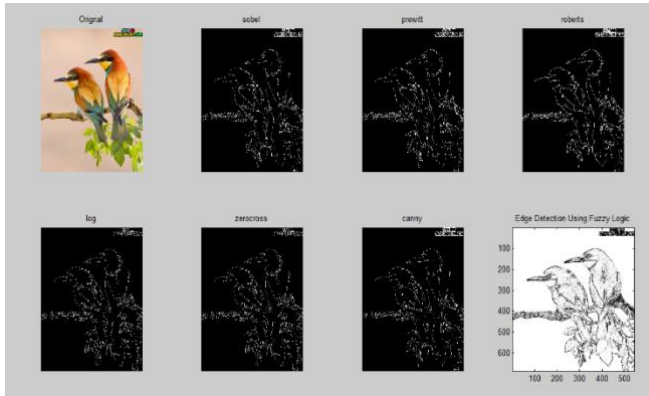 Orignal
sobel
prewitt
roberts
log
zerocross
canny
Edge Detection Using Fuzzy Logic
100
200
300
400
500
600
100 200 300 400 500